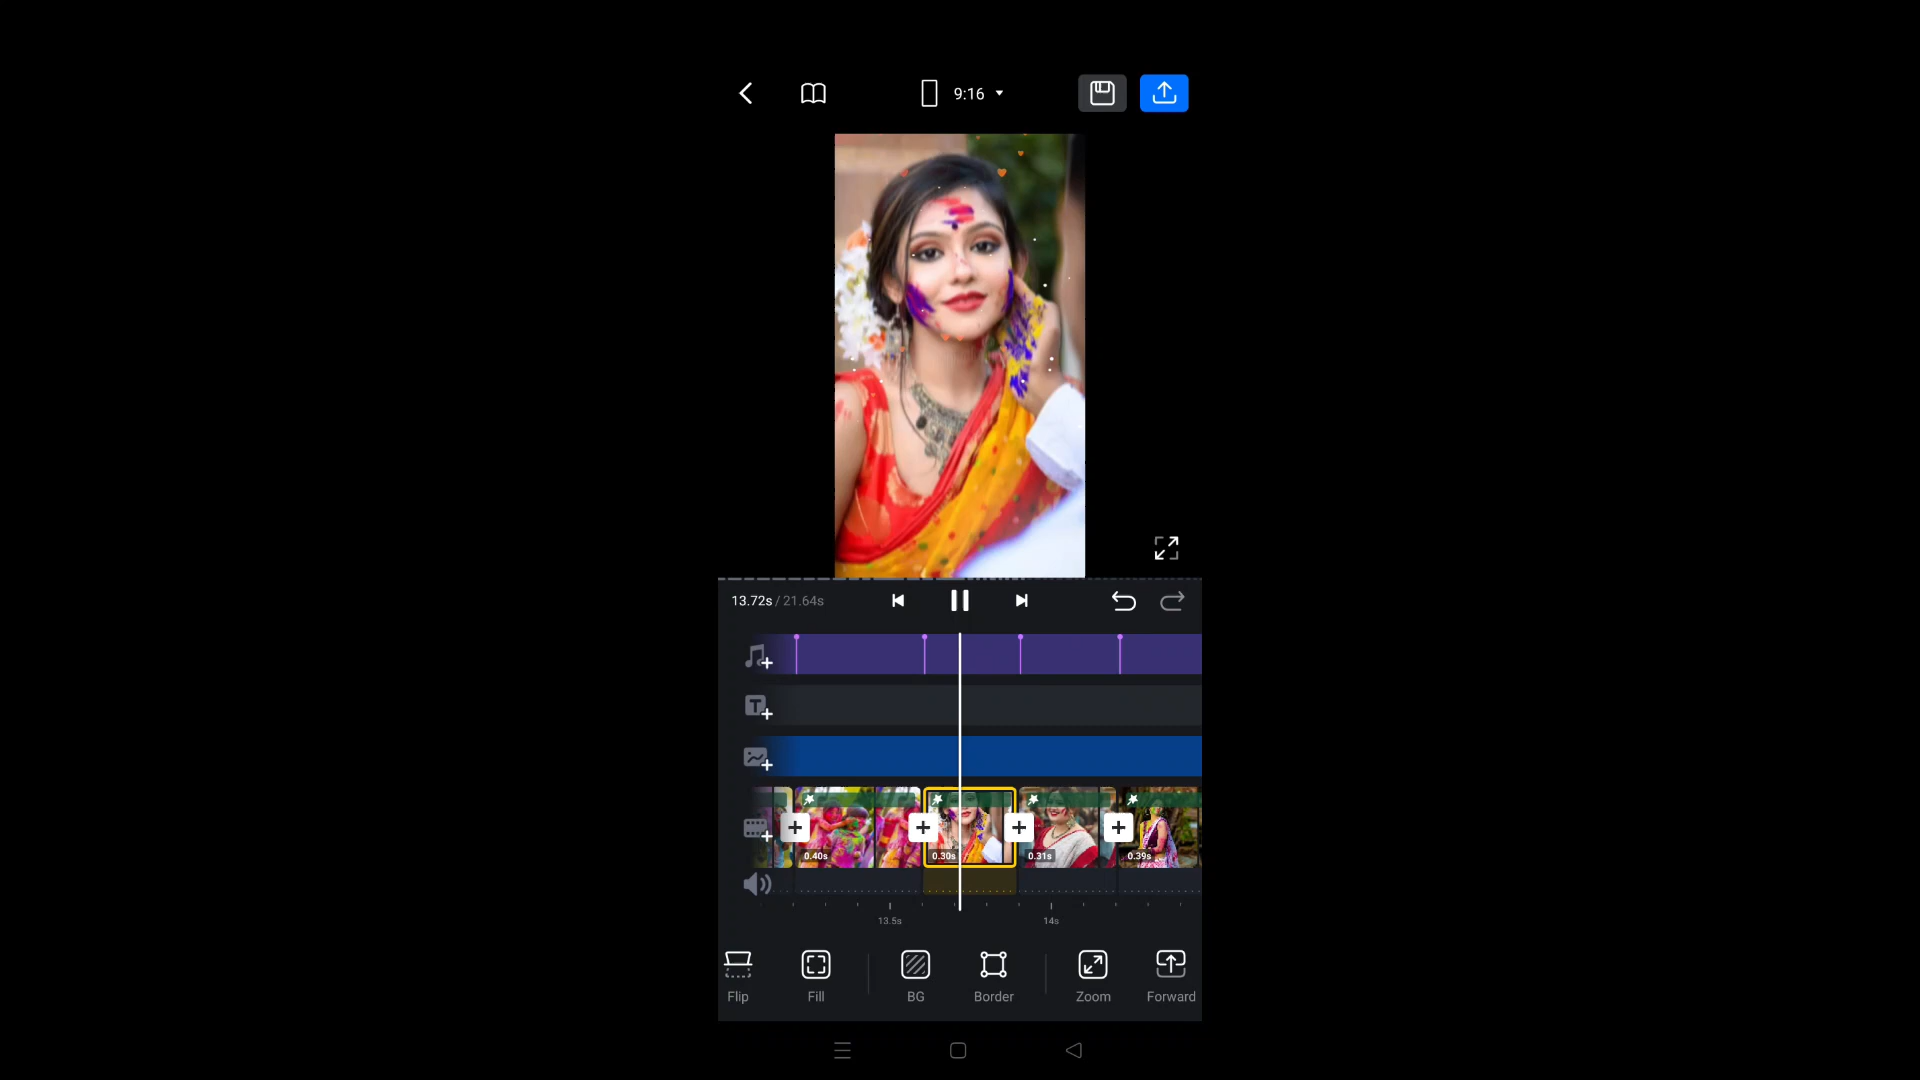 9:16
13.72s / 21.64s
T
0.40s
0.30s
0.31s
0.39s
13.5s
14s
Flip
Fill
BG
Border
Zoom
Forward